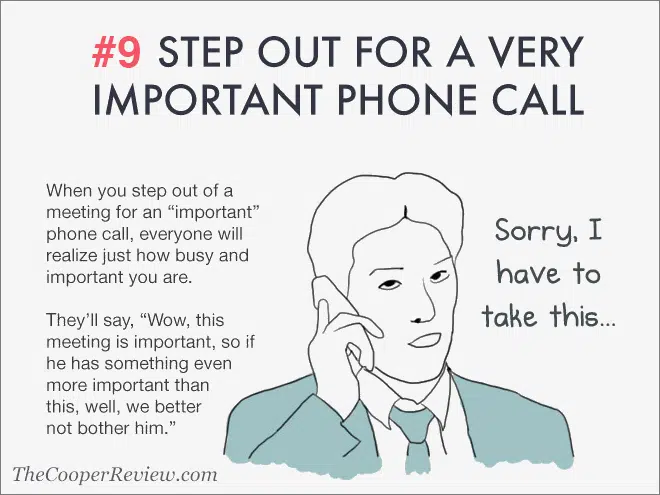 #9 STEP OUT FOR A VERY
IMPORTANT PHONE CALL
When you step out of a
meeting for an “important”
phone call, everyone will
realize just how busy and
important you are.
They’ll say, “Wow, this
meeting is important, so if
he has something even
more important than
this, well, we better
not bother him.”
Sorry, I
have to
take this...
TheCooperReview.com